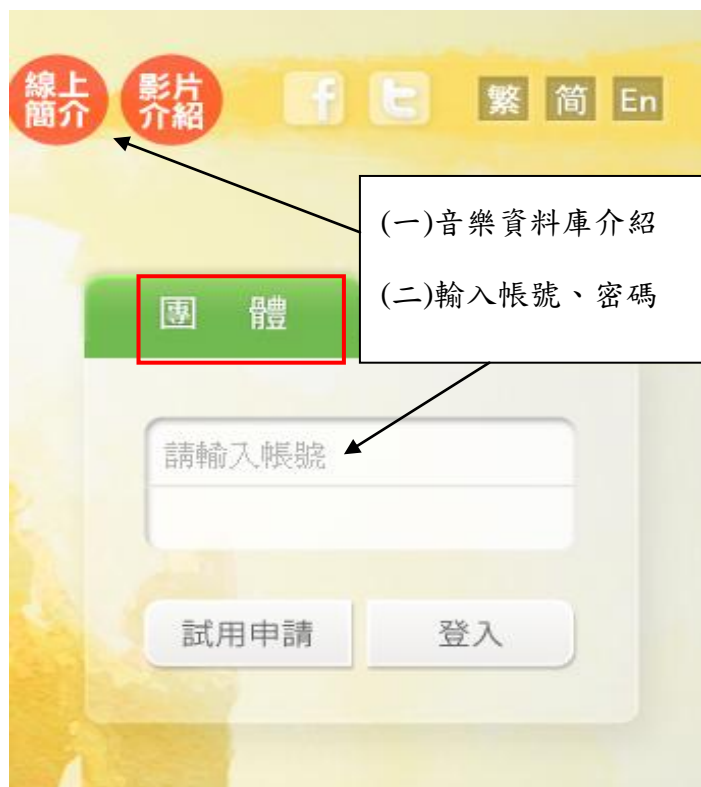 線上
簡介
影片
介紹
f
t
繁
简
En
(一)音樂資料庫介紹
(二)輸入帳號、密碼
團 體
請輸入帳號
試用申請
登入